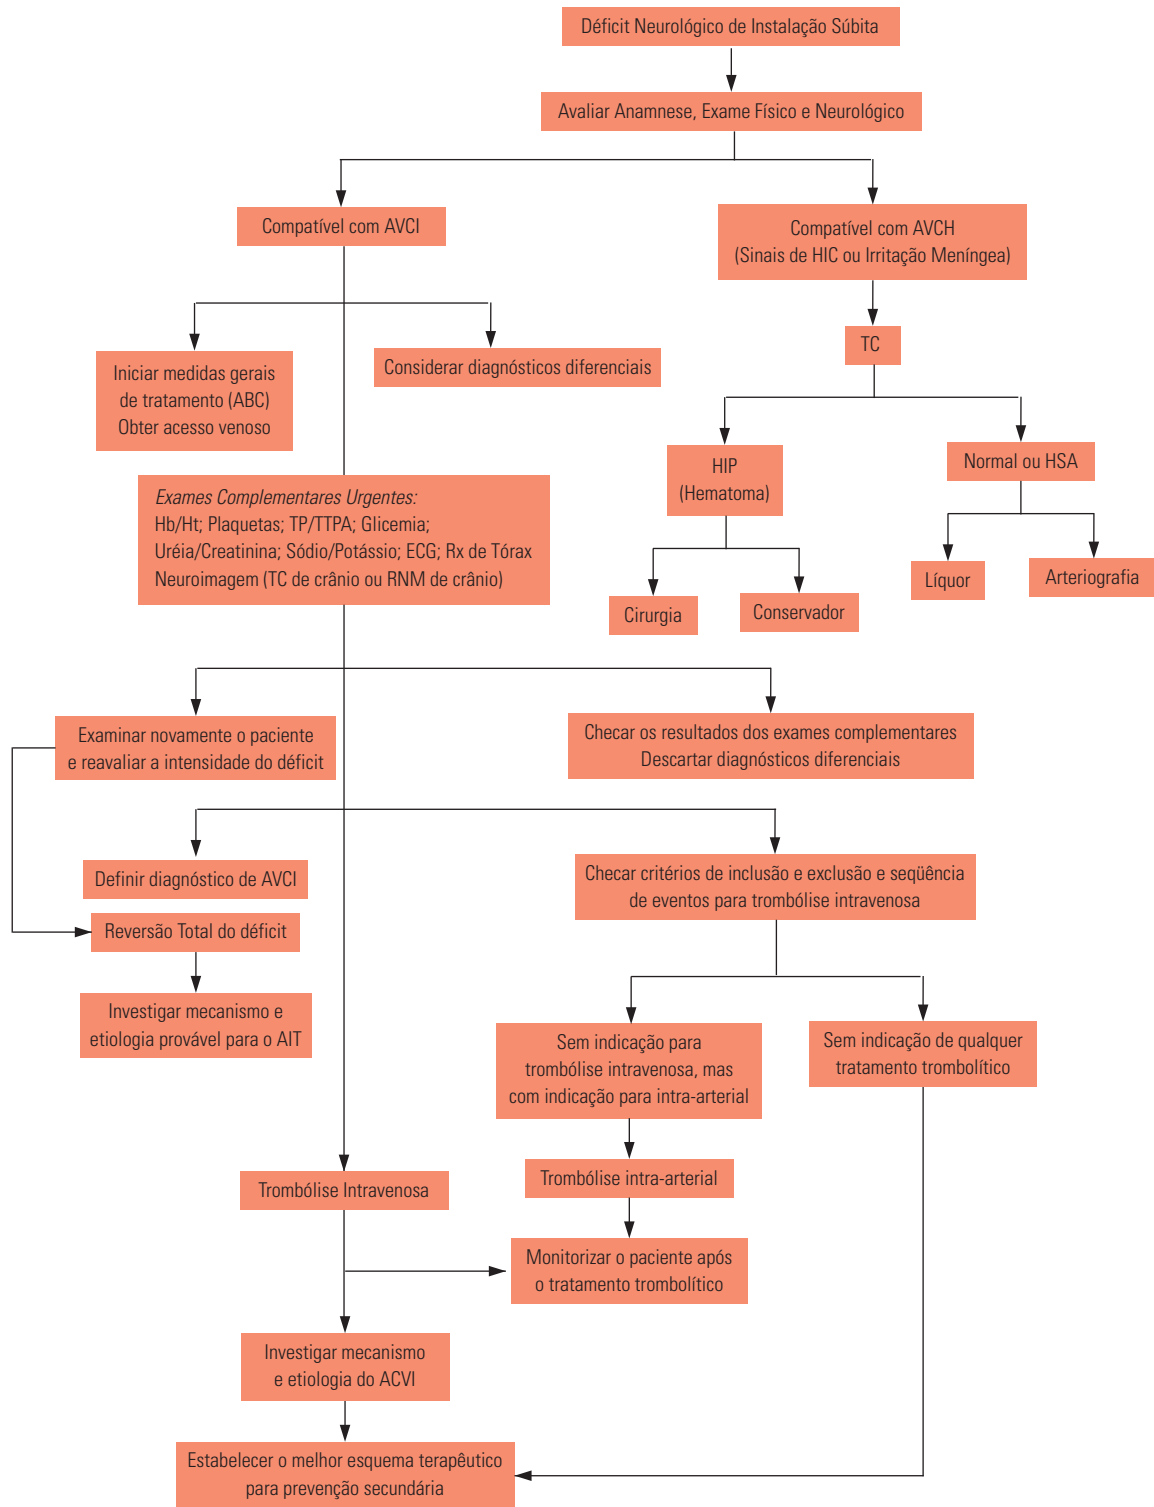 Déficit Neurológico de Instalação Súbita
Avaliar Anamnese, Exame Físico e Neurológico
Compatível com AVCI
Compatível com AVCH
(Sinais de HIC ou Irritação Meníngea)
TC
Iniciar medidas gerais
de tratamento (ABC)
Obter acesso venoso
Considerar diagnósticos diferenciais
HIP
(Hematoma)
Normal ou HSA
Exames Complementares Urgentes:
Hb/Ht; Plaquetas; TP/TTPA; Glicemia;
Uréia/Creatinina; Sódio/Potássio; ECG; Rx de Tórax
Neuroimagem (TC de crânio ou RNM de crânio)
Cirurgia
Conservador
Líquor
Arteriografia
Examinar novamente o paciente
e reavaliar a intensidade do déficit
Checar os resultados dos exames complementares
Descartar diagnósticos diferenciais
Definir diagnóstico de AVCI
Checar critérios de inclusão e exclusão e seqüência
de eventos para trombólise intravenosa
Reversão Total do déficit
Investigar mecanismo e
etiologia provável para o AIT
Sem indicação para
trombólise intravenosa, mas
com indicação para intra-arterial
Sem indicação de qualquer
tratamento trombolítico
Trombólise Intravenosa
Trombólise intra-arterial
Monitorizar o paciente após
o tratamento trombolítico
Investigar mecanismo
e etiologia do ACVI
Estabelecer o melhor esquema terapêutico
para prevenção secundária